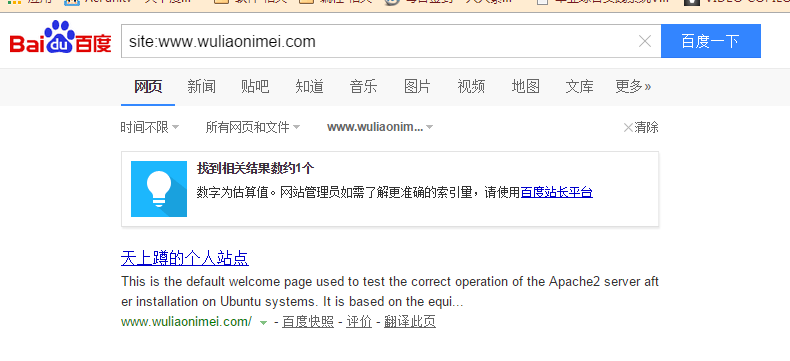 Baidu百度 site:www.wuliaonimei.com 百度一下
网页 新闻 贴吧 知道 音乐 图片 视频 地图 文库 更多»
时间不限 所有网页和文件 www.wuliaonim... 清除
找到相关结果数约1个
数字为估算值。网站管理员如需了解更准确的索引量，请使用百度站长平台
天上蹲的个人站点
This is the default welcome page used to test the correct operation of the Apache2 server aft
er installation on Ubuntu systems. It is based on the equi...
www.wuliaonimei.com/ - 百度快照 - 评价 - 翻译此页